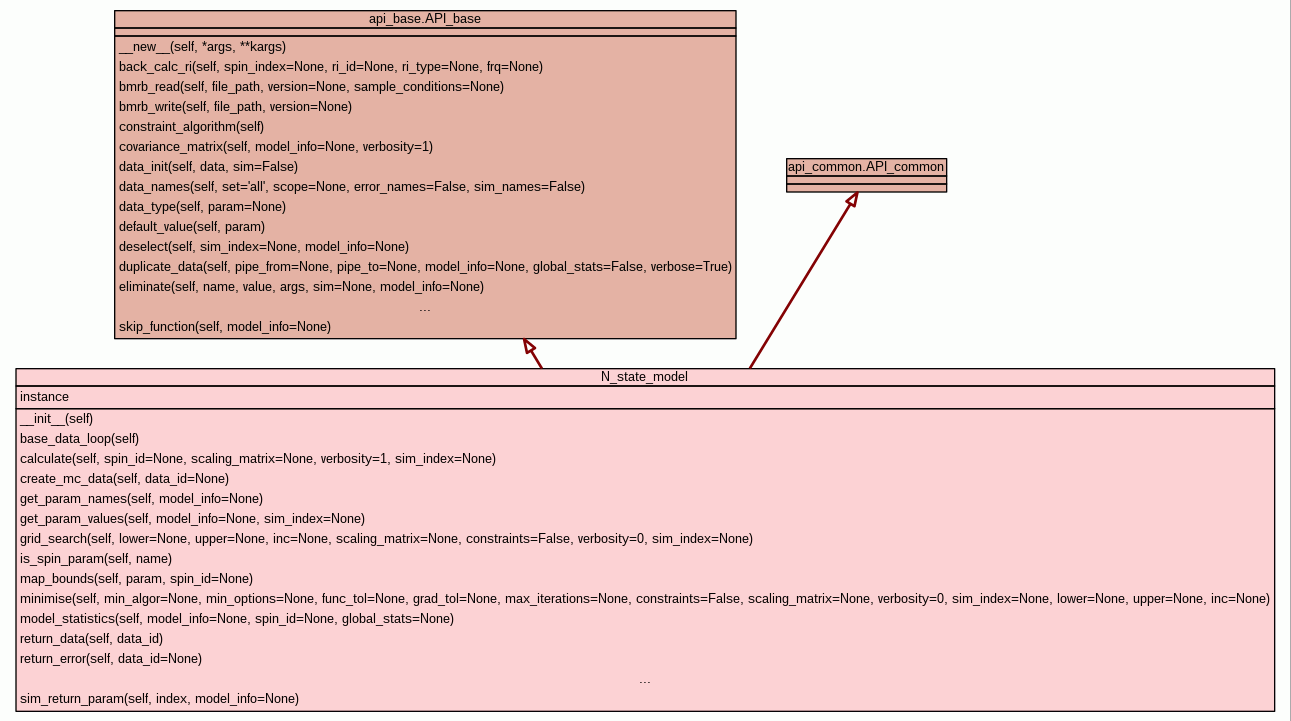 api_base.API_base
__new__(self, *args, **kargs)
back_calc_ri(self, spin_index=None, ri_id=None, ri_type=None, frq=None)
bmrb_read(self, file_path, version=None, sample_conditions=None)
bmrb_write(self, file_path, version=None)
constraint_algorithm(self)
covariance_matrix(self, model_info=None, verbosity=1)
data_init(self, data, sim=False)
data_names(self, set='all', scope=None, error_names=False, sim_names=False)
data_type(self, param=None)
default_value(self, param)
deselect(self, sim_index=None, model_info=None)
duplicate_data(self, pipe_from=None, pipe_to=None, model_info=None, global_stats=False, verbose=True)
eliminate(self, name, value, args, sim=None, model_info=None)
...
skip_function(self, model_info=None)
api_common.API_common
N_state_model
instance
__init__(self)
base_data_loop(self)
calculate(self, spin_id=None, scaling_matrix=None, verbosity=1, sim_index=None)
create_mc_data(self, data_id=None)
get_param_names(self, model_info=None)
get_param_values(self, model_info=None, sim_index=None)
grid_search(self, lower=None, upper=None, inc=None, scaling_matrix=None, constraints=False, verbosity=0, sim_index=None)
is_spin_param(self, name)
map_bounds(self, param, spin_id=None)
minimise(self, min_algor=None, min_options=None, func_tol=None, grad_tol=None, max_iterations=None, constraints=False, scaling_matrix=None, verbosity=0, sim_index=None, lower=None, upper=None, inc=None)
model_statistics(self, model_info=None, spin_id=None, global_stats=None)
return_data(self, data_id)
return_error(self, data_id=None)
...
sim_return_param(self, index, model_info=None)